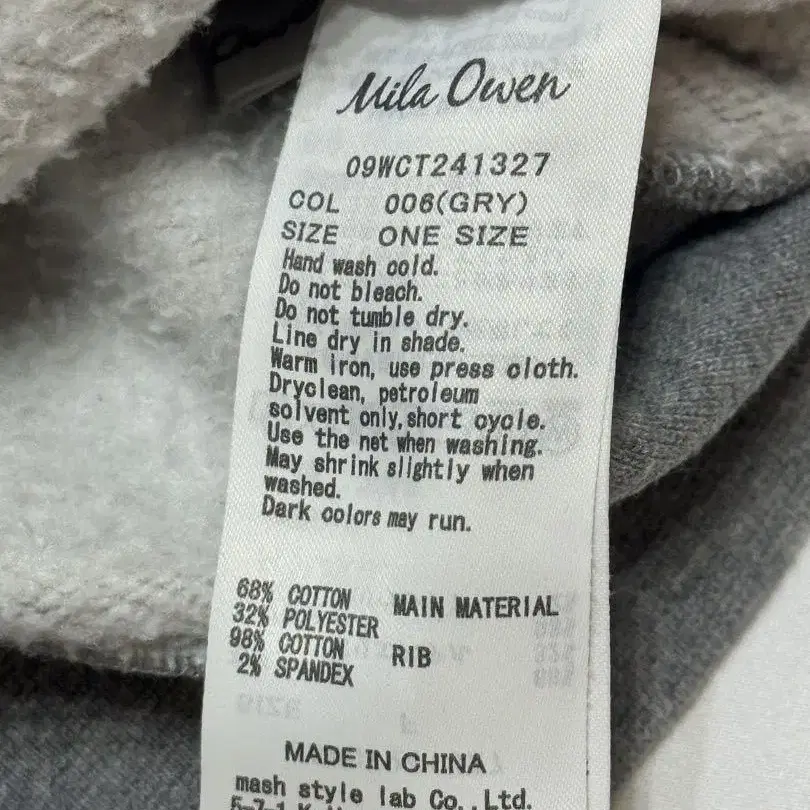 Mila Owen
09WCT241327
COL 006(GRY)
SIZE ONE SIZE
Hand wash cold.
Do not bleach.
Do not tumble dry.
Line dry in shade.
Warm iron, use press cloth.
Dryclean, petroleum
solvent only,short cycle.
Use the net when washing.
May shrink slightly when
washed.
Dark colors may run.
68% COTTON MAIN MATERIAL
32% POLYESTER
98% COTTON RIB
2% SPANDEX
MADE IN CHINA
mash style lab Co.,Ltd.